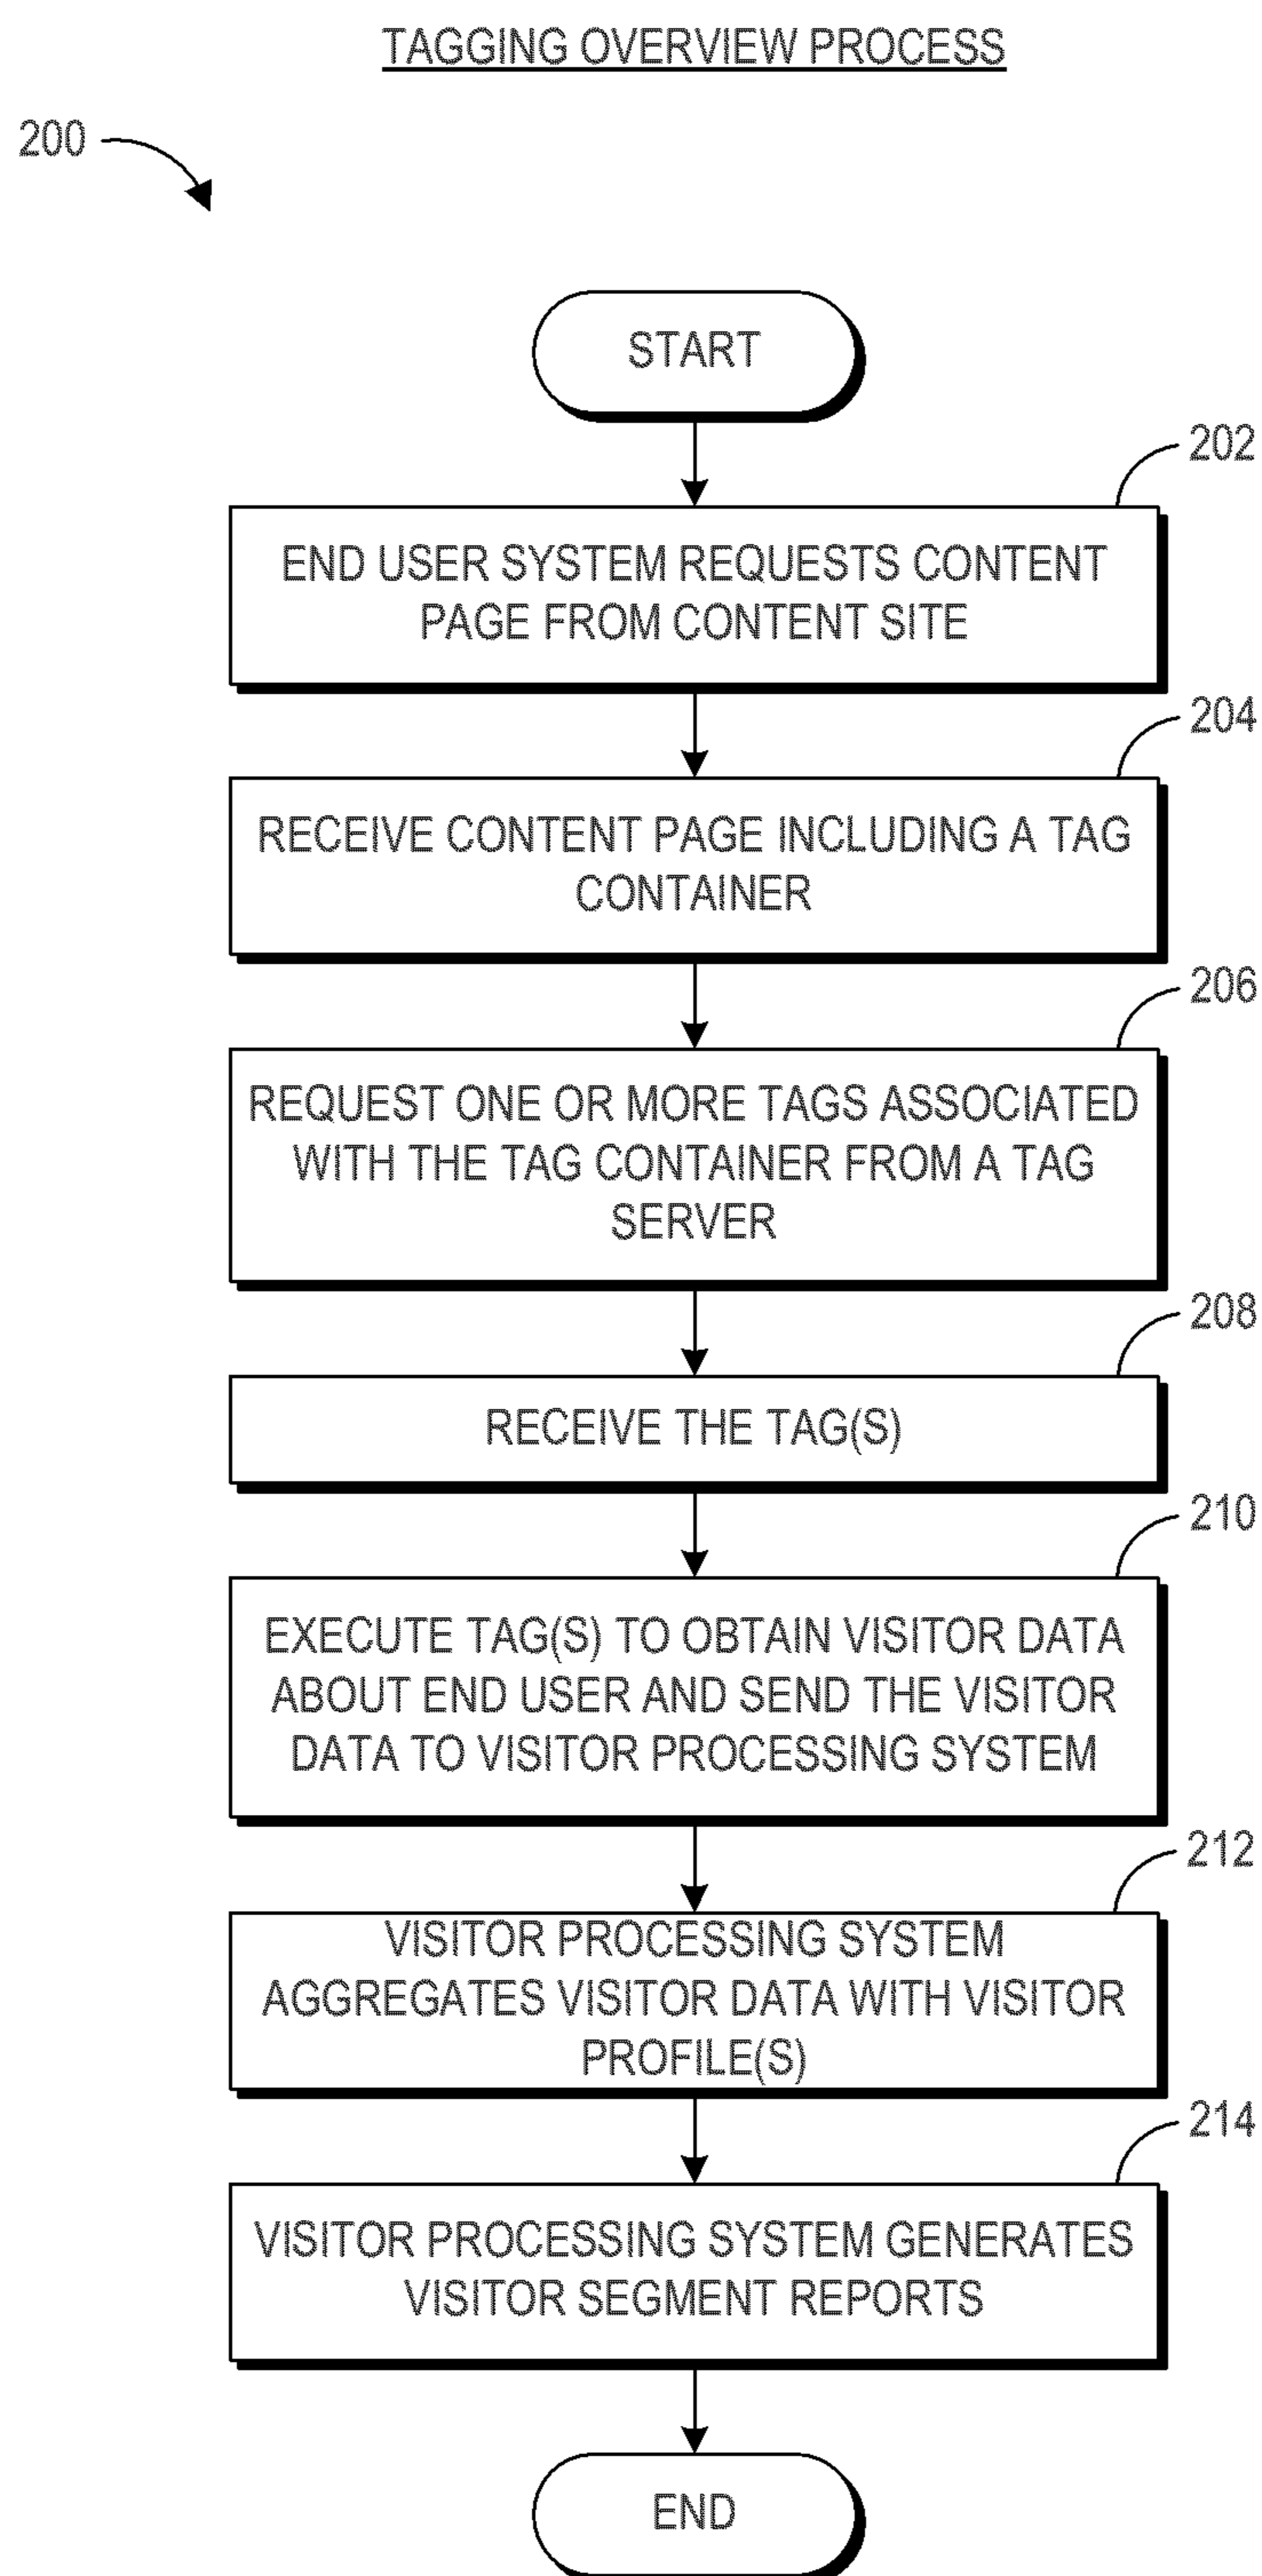 TAGGING OVERVIEW PROCESS
200
START
202
END USER SYSTEM REQUESTS CONTENT
PAGE FROM CONTENT SITE
204
RECEIVE CONTENT PAGE INCLUDING A TAG
CONTAINER
206
REQUEST ONE OR MORE TAGS ASSOCIATED
WITH THE TAG CONTAINER FROM A TAG
SERVER
208
RECEIVE THE TAG(S)
210
EXECUTE TAG(S) TO OBTAIN VISITOR DATA
ABOUT END USER AND SEND THE VISITOR
DATA TO VISITOR PROCESSING SYSTEM
212
VISITOR PROCESSING SYSTEM
AGGREGATES VISITOR DATA WITH VISITOR
PROFILE(S)
214
VISITOR PROCESSING SYSTEM GENERATES
VISITOR SEGMENT REPORTS
END